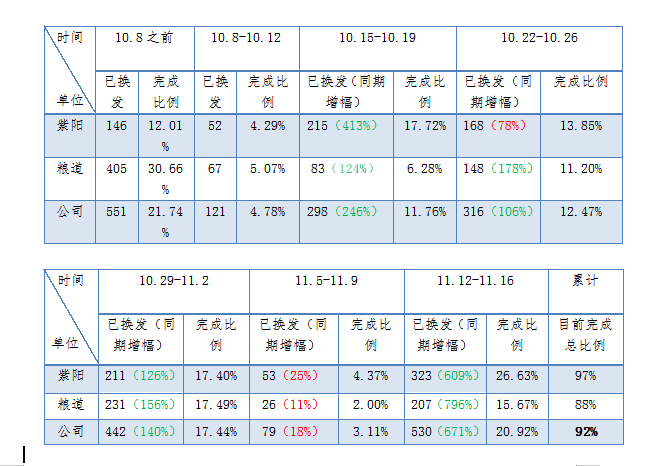 时间 10.8之前 10.8-10.12 10.15-10.19 10.22-10.26
单位 已换发 完成比例 已换发 完成比例 已换发（同期增幅） 完成比例 已换发（同期增幅） 完成比例
紫阳 146 12.01% 52 4.29% 215（413%） 17.72% 168（78%） 13.85%
粮道 405 30.66% 67 5.07% 83（124%） 6.28% 148（178%） 11.20%
公司 551 21.74% 121 4.78% 298（246%） 11.76% 316（106%） 12.47%
时间 10.29-11.2 11.5-11.9 11.12-11.16 累计
单位 已换发（同期增幅） 完成比例 已换发（同期增幅） 完成比例 已换发（同期增幅） 完成比例 目前完成总比例
紫阳 211（126%） 17.40% 53（25%） 4.37% 323（609%） 26.63% 97%
粮道 231（156%） 17.49% 26（11%） 2.00% 207（796%） 15.67% 88%
公司 442（140%） 17.44% 79（18%） 3.11% 530（671%） 20.92% 92%